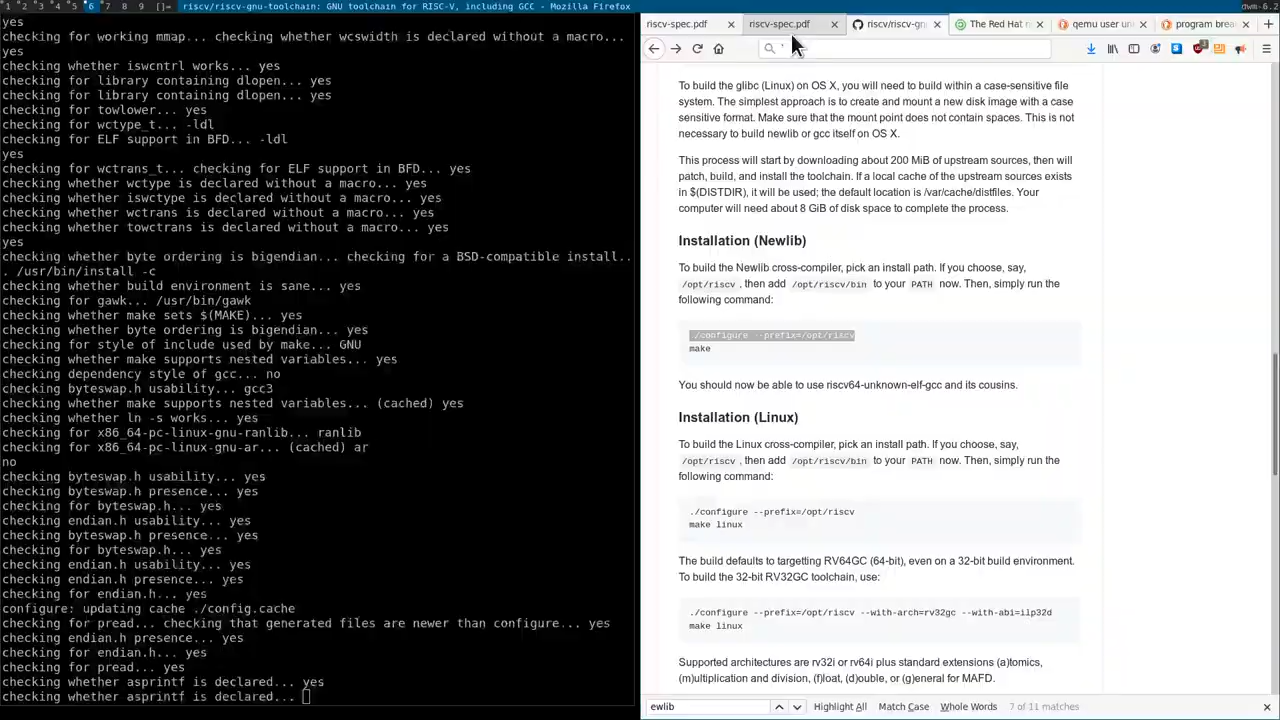 1 2 3 4 5 6 7 8 9 []= riscv/riscv-gnu-toolchain: GNU toolchain for RISC-V, including GCC - Mozilla Firefox dwm-6.2
checking for working mmap... checking whether wcswidth is declared without a macro...
yes
checking whether iswcntrl works... yes
checking for library containing dlopen... yes
checking for library containing dlopen... yes
checking for towlower... yes
checking for wctype_t... -ldl
checking for ELF support in BFD... -ldl
yes
checking for wctrans_t... checking for ELF support in BFD... yes
checking whether wctype is declared without a macro... yes
checking whether iswctype is declared without a macro... yes
checking whether wctrans is declared without a macro... yes
checking whether towctrans is declared without a macro... yes
yes
checking whether byte ordering is bigendian... checking for a BSD-compatible install..
. /usr/bin/install -c
checking whether build environment is sane... yes
checking for gawk... /usr/bin/gawk
checking whether make sets $(MAKE)... yes
checking whether byte ordering is bigendian... yes
checking for style of include used by make... GNU
checking whether make supports nested variables... yes
checking dependency style of gcc... no
checking byteswap.h usability... gcc3
checking whether make supports nested variables... (cached) yes
checking whether ln -s works... yes
checking for x86_64-pc-linux-gnu-ranlib... ranlib
checking for x86_64-pc-linux-gnu-ar... (cached) ar
no
checking byteswap.h usability... yes
checking byteswap.h presence... yes
checking for byteswap.h... yes
checking endian.h usability... yes
checking byteswap.h presence... yes
checking for byteswap.h... yes
checking endian.h usability... yes
checking endian.h presence... yes
checking for endian.h... yes
configure: updating cache ./config.cache
checking for pread... checking that generated files are newer than configure... yes
checking endian.h presence... yes
checking for endian.h... yes
checking for pread... yes
checking whether asprintf is declared... yes
checking whether asprintf is declared...
riscv-spec.pdf riscv-spec.pdf riscv/riscv-gn The Red Hat n qemu user un program brea
To build the glibc (Linux) on OS X, you will need to build within a case-sensitive file
system. The simplest approach is to create and mount a new disk image with a case
sensitive format. Make sure that the mount point does not contain spaces. This is not
necessary to build newlib or gcc itself on OS X.
This process will start by downloading about 200 MiB of upstream sources, then will
patch, build, and install the toolchain. If a local cache of the upstream sources exists
in $(DISTDIR), it will be used; the default location is /var/cache/distfiles. Your
computer will need about 8 GiB of disk space to complete the process.
Installation (Newlib)
To build the Newlib cross-compiler, pick an install path. If you choose, say,
/opt/riscv , then add /opt/riscv/bin to your PATH now. Then, simply run the
following command:
./configure --prefix=/opt/riscv
make
You should now be able to use riscv64-unknown-elf-gcc and its cousins.
Installation (Linux)
To build the Linux cross-compiler, pick an install path. If you choose, say,
/opt/riscv , then add /opt/riscv/bin to your PATH now. Then, simply run the
following command:
./configure --prefix=/opt/riscv
make linux
The build defaults to targetting RV64GC (64-bit), even on a 32-bit build environment.
To build the 32-bit RV32GC toolchain, use:
./configure --prefix=/opt/riscv --with-arch=rv32gc --with-abi=ilp32d
make linux
Supported architectures are rv32i or rv64i plus standard extensions (a)tomics,
(m)ultiplication and division, (f)loat, (d)ouble, or (g)eneral for MAFD.
ewlib Highlight All Match Case Whole Words 7 of 11 matches